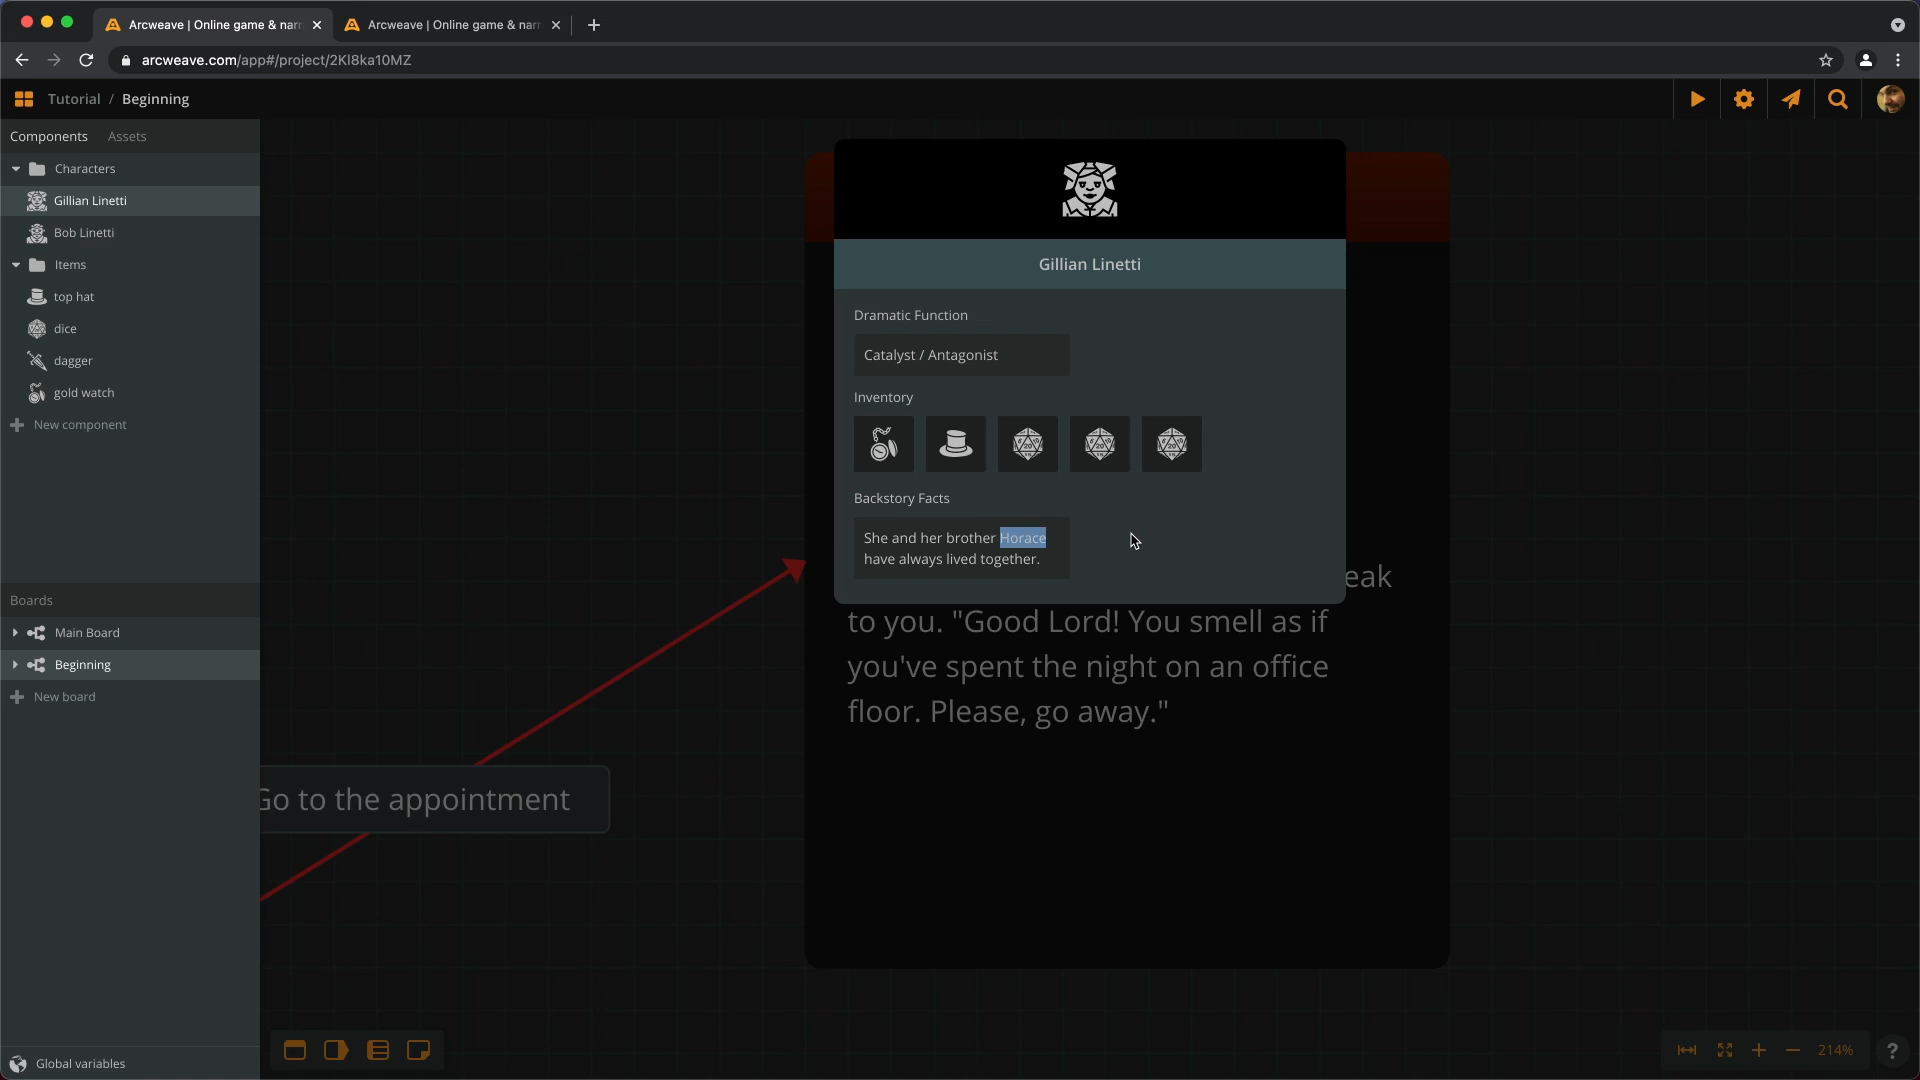 Arcweave | Online game & narr
Arcweave | Online game & narr
arcweave.com/app#/project/2KI8ka10MZ
Tutorial / Beginning
Components Assets
Characters
Gillian Linetti
Bob Linetti
Items
top hat
dice
dagger
gold watch
New component
Boards
Main Board
Beginning
New board
Global variables
Gillian Linetti
Dramatic Function
Catalyst / Antagonist
Inventory
Backstory Facts
She and her brother Horace
have always lived together.
eak
to you. "Good Lord! You smell as if
you've spent the night on an office
floor. Please, go away."
Go to the appointment
214%
?